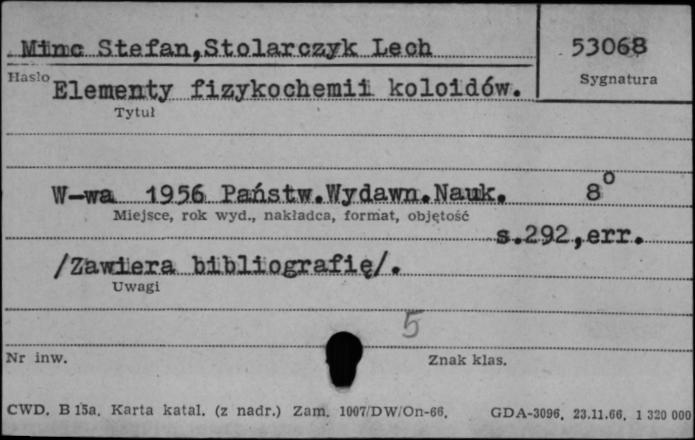 Minc Stefan,Stolarczyk Lech 53068
Hasło Sygnatura
Elementy fizykochemii koloidów.
Tytuł
W-wa 1956 Państw.Wydawn.Nauk. 8°
Miejsce, rok wyd., nakładca, format, objętość
s.292,err.
/Zawiera bibliografię/.
Uwagi
5
Nr inw. Znak klas.
CWD. B 15a. Karta katal. (z nadr.) Zam. 1007/DW/On-66. GDA-3096. 23.11.66. 1 320 000